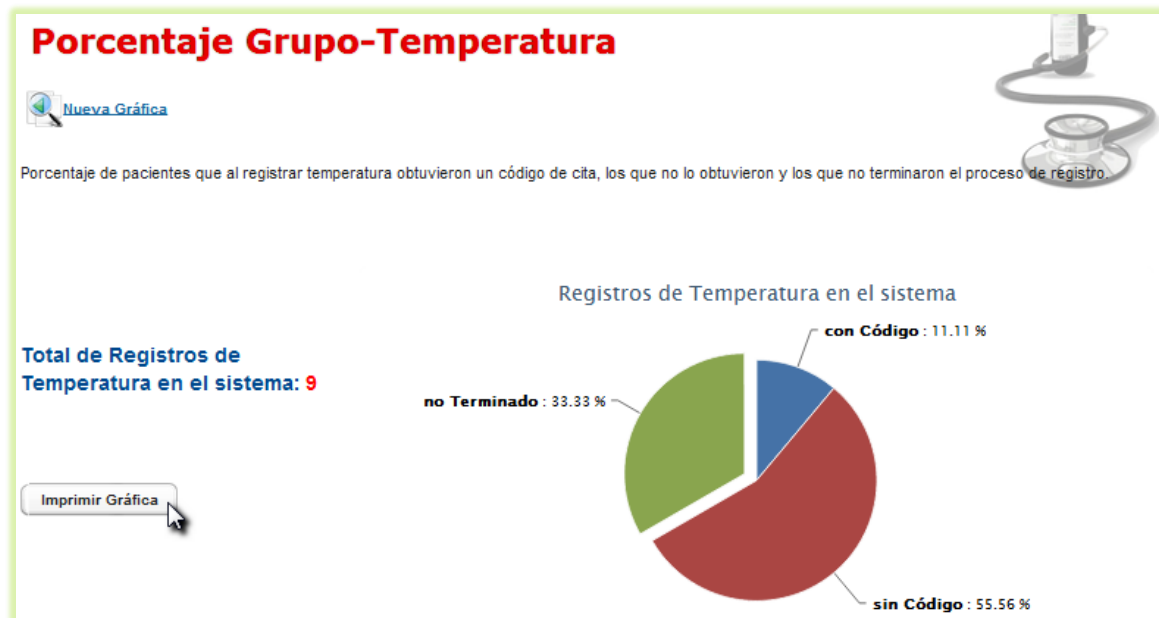 Porcentaje Grupo-Temperatura
Nueva Gráfica
Porcentaje de pacientes que al registrar temperatura obtuvieron un código de cita, los que no lo obtuvieron y los que no terminaron el proceso de registro.
Registros de Temperatura en el sistema
con Código : 11.11 %
Total de Registros de
Temperatura en el sistema: 9
no Terminado : 33.33 %
Imprimir Gráfica
sin Código : 55.56 %